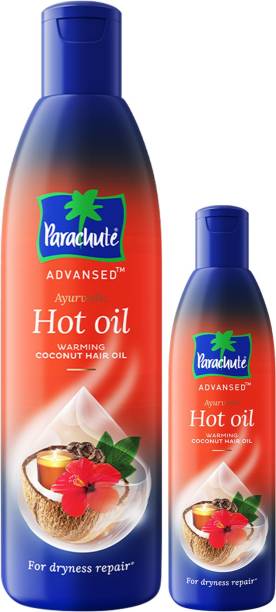 Parachute
ADVANSED™
Ayurvedic
Hot oil
WARMING
COCONUT HAIR OIL
For dryness repair*
Parachute
ADVANSED™
Hot oil
WARMING
COCONUT HAIR OIL
For dryness repair*